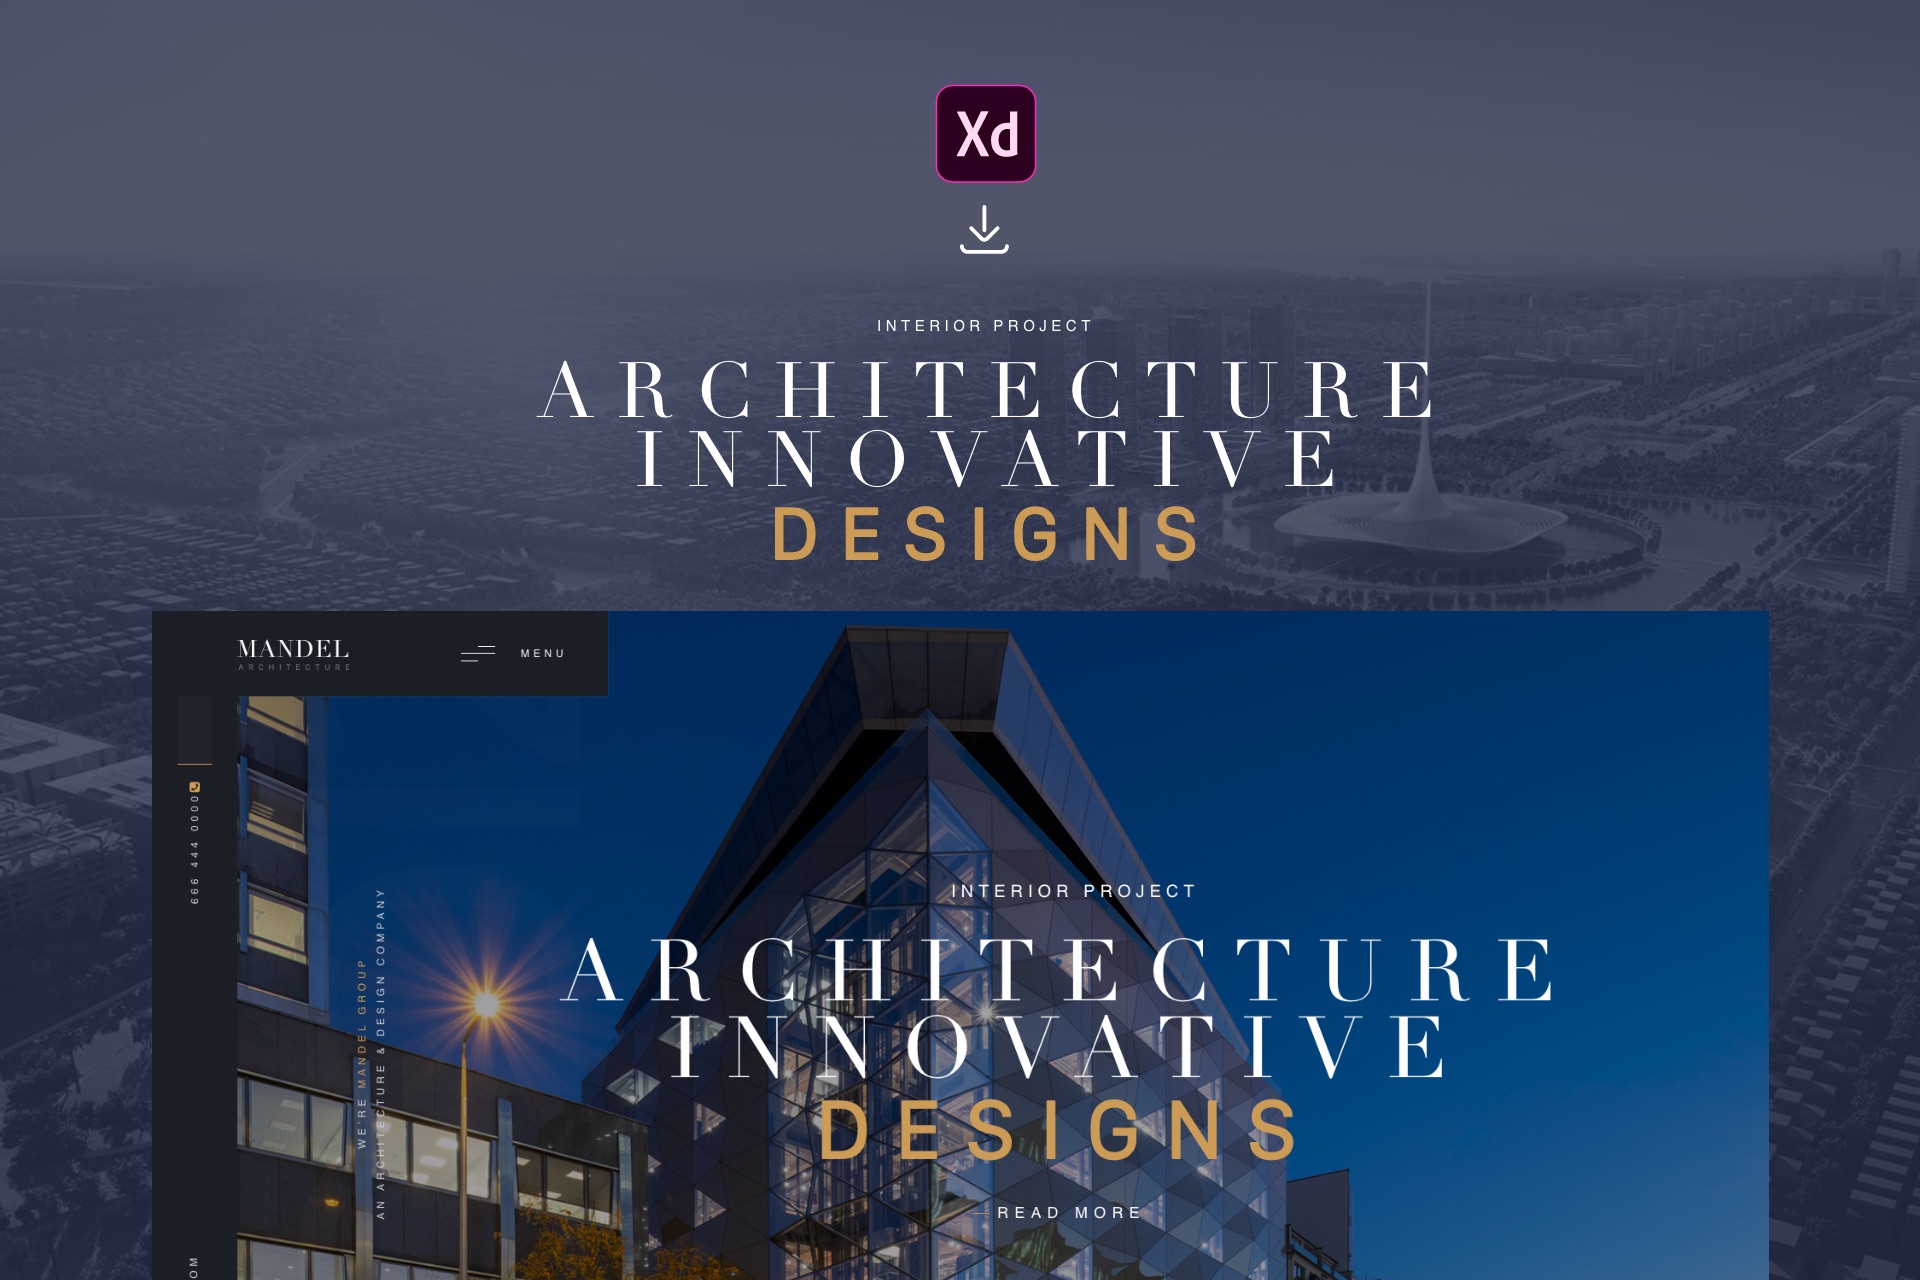 Xd
INTERIOR PROJECT
ARCHITECTURE
INNOVATIVE
DESIGNS
MANDEL
ARCHITECTURE
MENU
666 444 0000
WE'RE MANDEL GROUP
AN ARCHITECTURE & DESIGN COMPANY
INTERIOR PROJECT
ARCHITECTURE
INNOVATIVE
DESIGNS
READ MORE